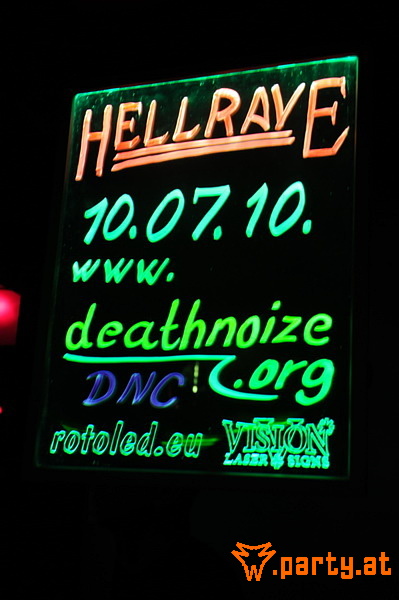 HELLRAVE
10.07.10.
www.
deathnoize
.org
DNC
rotoled.eu
VISION
LASER SIGNS
w.party.at